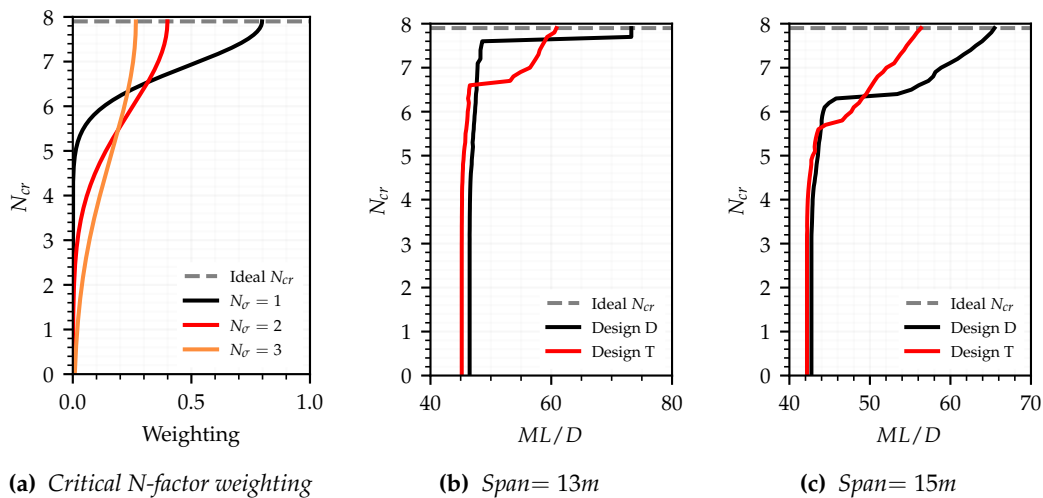 8
7
6
5
4
3
2
1
0
N_cr
0.0 0.5 1.0
Weighting
Ideal N_cr
N_σ = 1
N_σ = 2
N_σ = 3
(a) Critical N-factor weighting
8
7
6
5
4
3
2
1
0
N_cr
40 60 80
ML/D
Ideal N_cr
Design D
Design T
(b) Span= 13m
8
7
6
5
4
3
2
1
0
N_cr
40 50 60 70
ML/D
Ideal N_cr
Design D
Design T
(c) Span= 15m